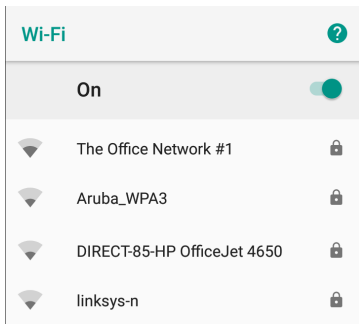 Wi-Fi
?
On
The Office Network #1
Aruba_WPA3
DIRECT-85-HP OfficeJet 4650
linksys-n